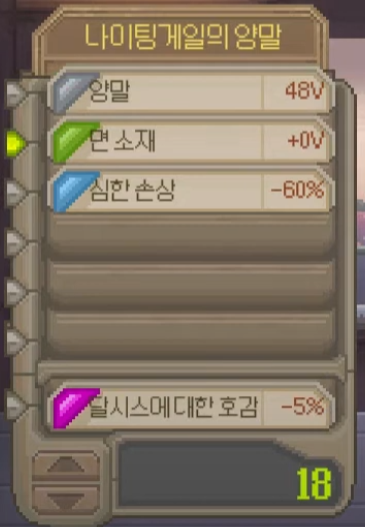 나이팅게일의 양말
양말 48V
면 소재 +0V
심한 손상 -60%
달시스에 대한 호감 -5%
18